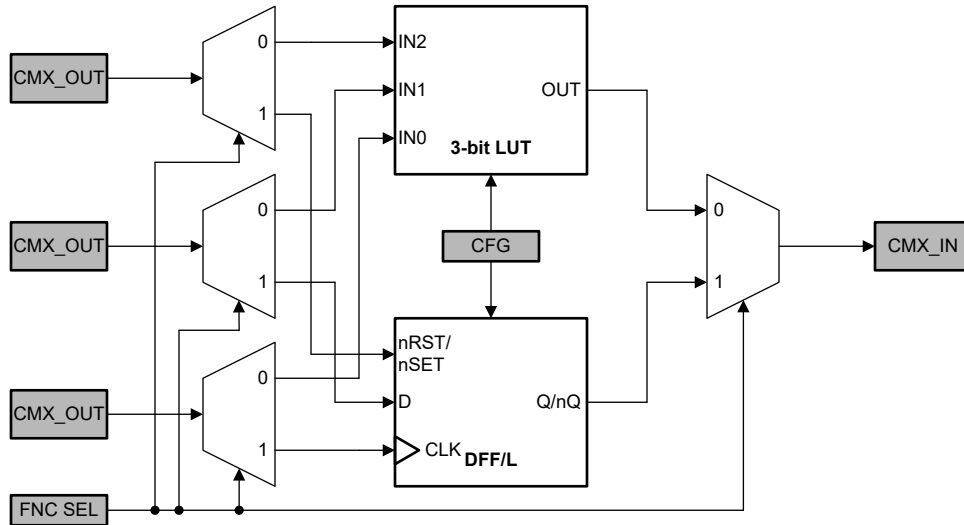 CMX_OUT
0
1
IN2
IN1
IN0
OUT
3-bit LUT
CMX_OUT
0
1
CFG
0
1
CMX_IN
CMX_OUT
0
1
nRST/
nSET
D
CLK
Q/nQ
DFF/L
FNC SEL